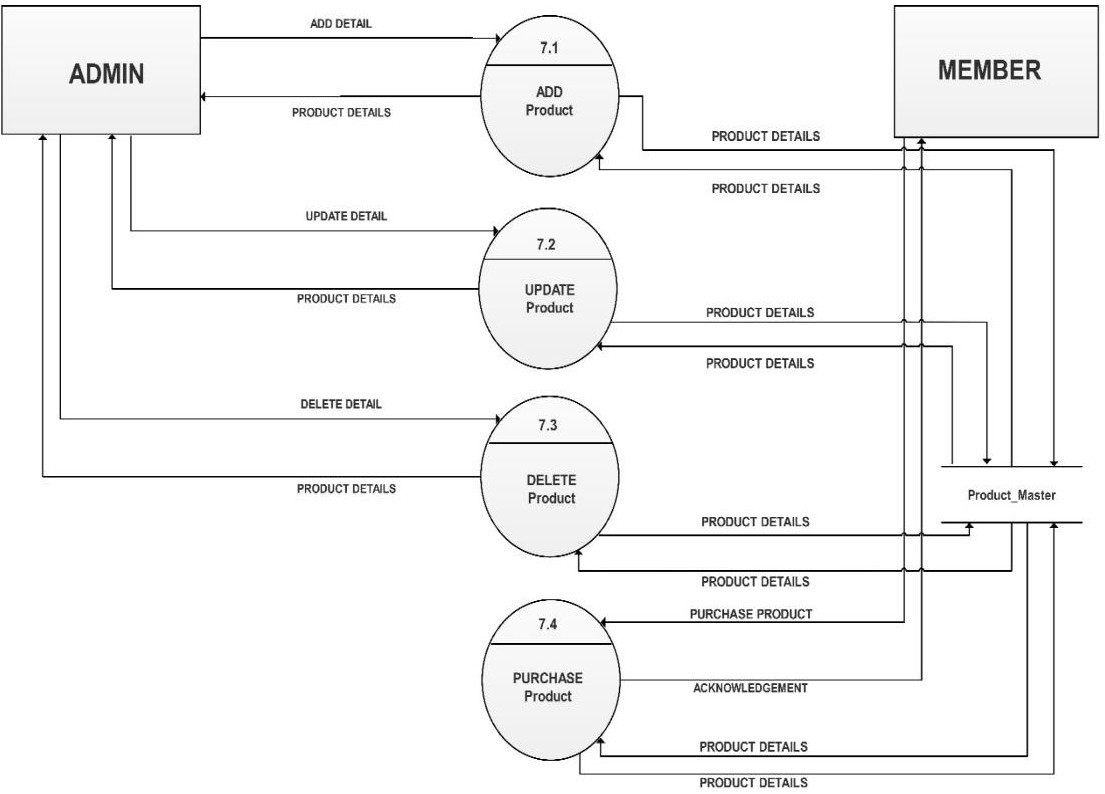 ADD DETAIL
ADMIN
7.1
MEMBER
ADD
Product
PRODUCT DETAILS
PRODUCT DETAILS
PRODUCT DETAILS
UPDATE DETAIL
7.2
UPDATE
Product
PRODUCT DETAILS
PRODUCT DETAILS
PRODUCT DETAILS
DELETE DETAIL
7.3
DELETE
Product
PRODUCT DETAILS
Product_Master
PRODUCT DETAILS
PRODUCT DETAILS
PURCHASE PRODUCT
7.4
PURCHASE
Product
ACKNOWLEDGEMENT
PRODUCT DETAILS
PRODUCT DETAILS